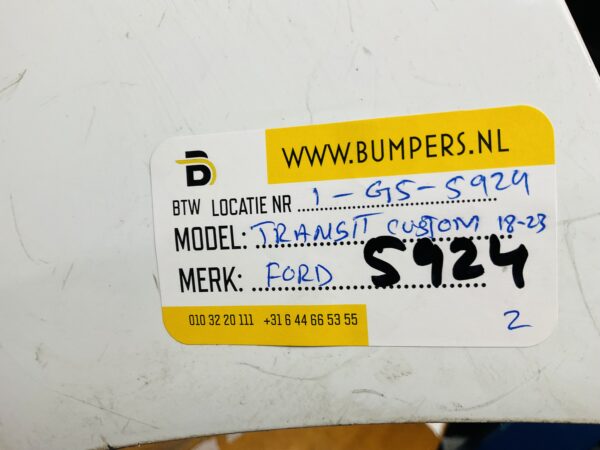 WWW.BUMPERS.NL
BTW LOCATIE NR 1-G5-5924
MODEL: TRANSIT CUSTOM 18-23
MERK: FORD 5924
010 32 20 111 +31 6 44 66 53 55
2